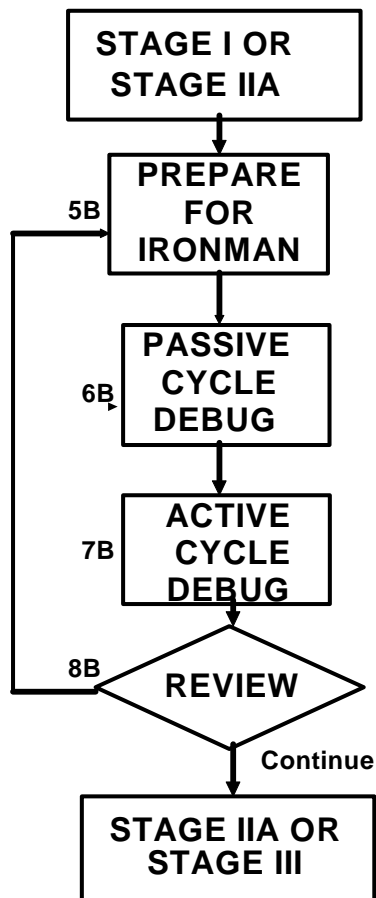 STAGE I OR
STAGE IIA
5B
PREPARE
FOR
IRONMAN
6B
PASSIVE
CYCLE
DEBUG
7B
ACTIVE
CYCLE
DEBUG
8B
REVIEW
Continue
STAGE IIA OR
STAGE III